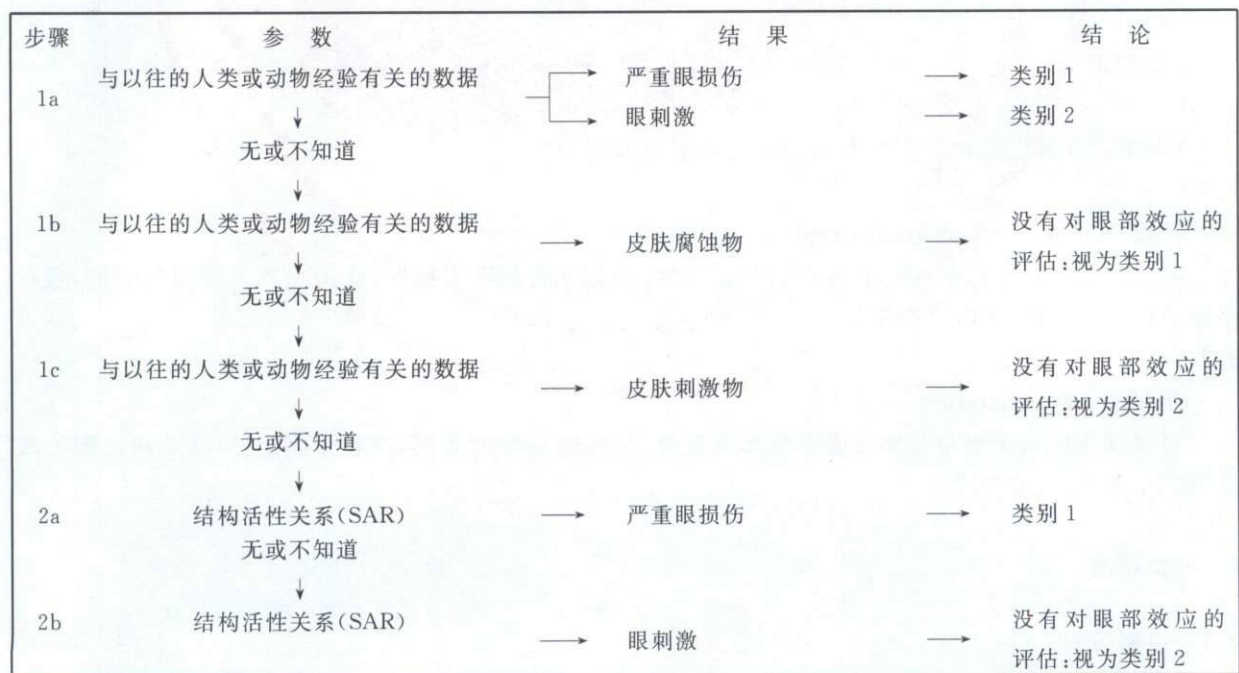 步骤 参 数 结 果 结 论
1a 与以往的人类或动物经验有关的数据 严重眼损伤 类别1
眼刺激 类别2
无或不知道
1b 与以往的人类或动物经验有关的数据 皮肤腐蚀物 没有对眼部效应的
评估:视为类别1
无或不知道
1c 与以往的人类或动物经验有关的数据 皮肤刺激物 没有对眼部效应的
评估:视为类别2
无或不知道
2a 结构活性关系(SAR) 严重眼损伤 类别1
无或不知道
2b 结构活性关系(SAR) 眼刺激 没有对眼部效应的
评估:视为类别2